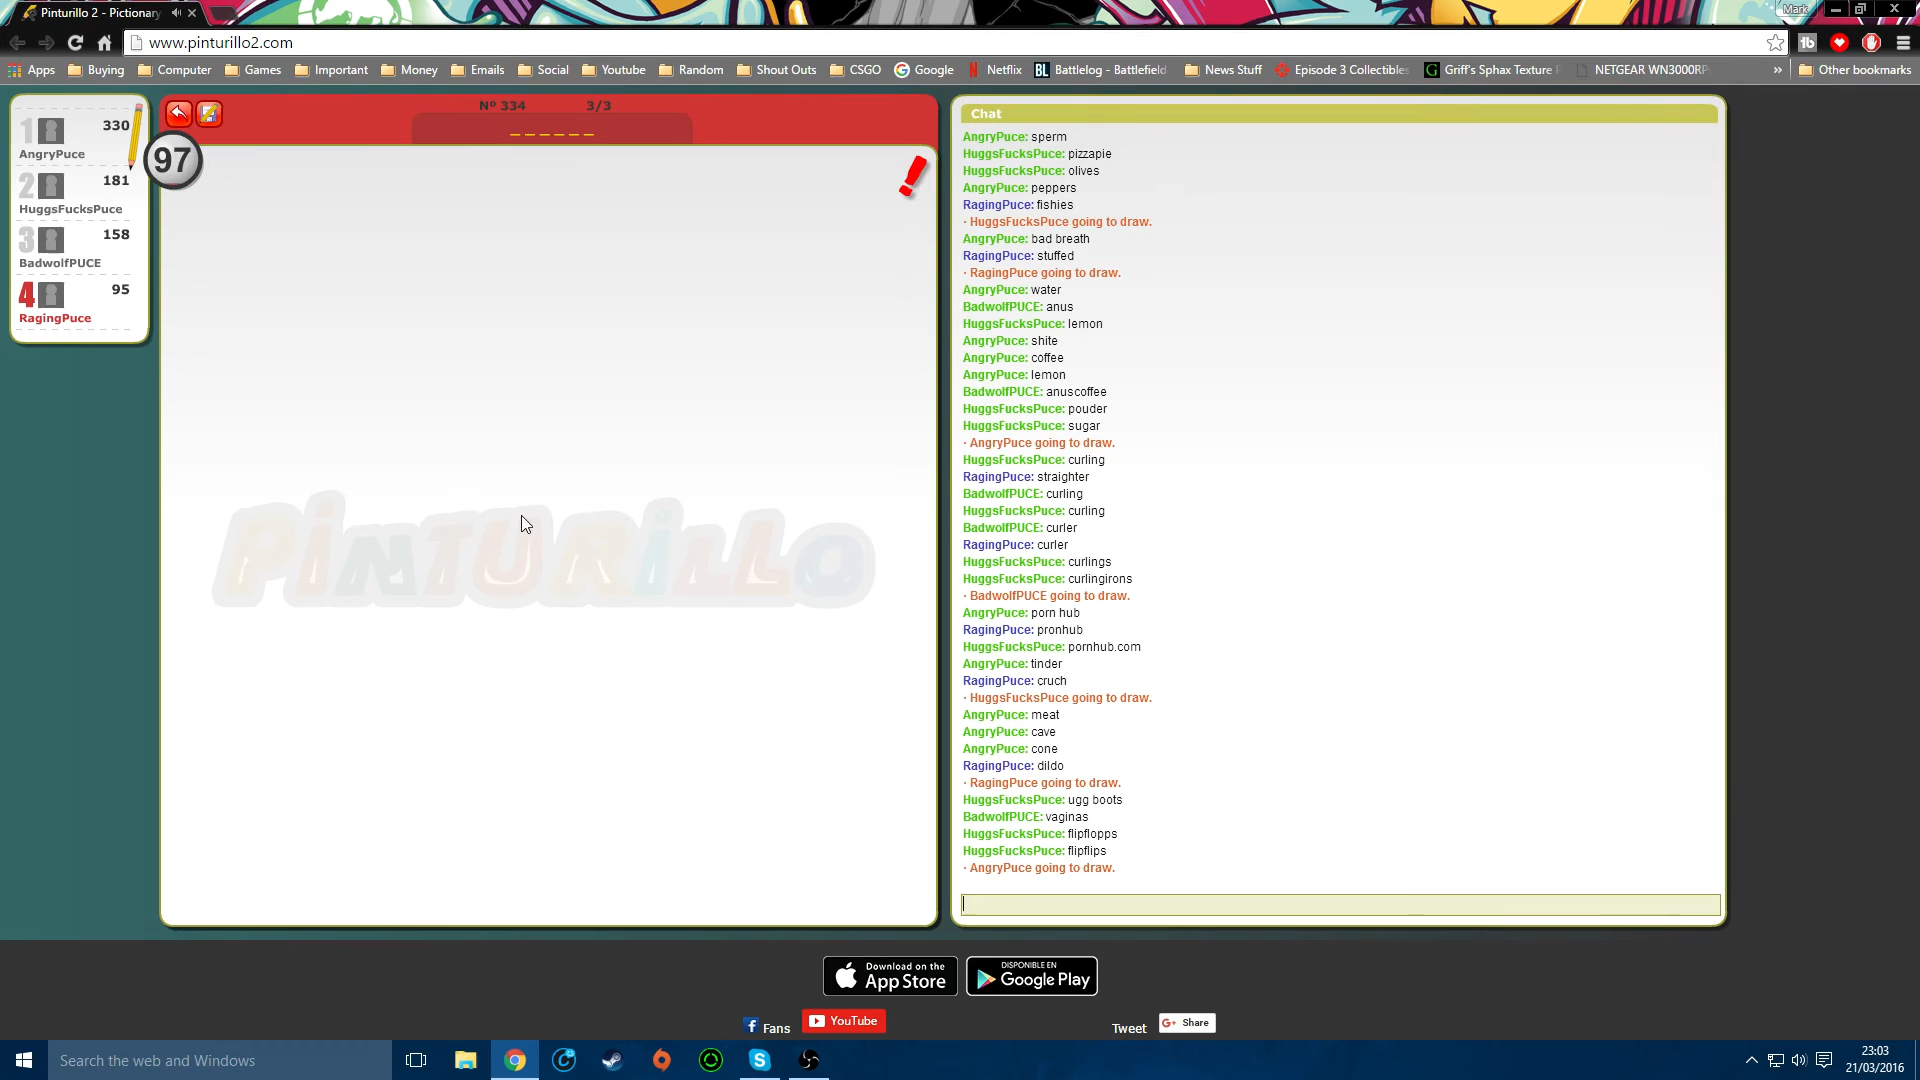 Pinturillo 2 - Pictionary
Mark
www.pinturillo2.com
Apps Buying Computer Games Important Money Emails Social Youtube Random Shout Outs CSGO Google Netflix BL Battlelog - Battlefield News Stuff Episode 3 Collectibles Griff's Sphax Texture NETGEAR WN3000RP » Other bookmarks
1 330
AngryPuce
2 181
HuggsFucksPuce
3 158
BadwolfPUCE
4 95
RagingPuce
97
Nº 334 3/3
_ _ _ _ _ _
!
PINTURILLO
Chat
AngryPuce: sperm
HuggsFucksPuce: pizzapie
HuggsFucksPuce: olives
AngryPuce: peppers
RagingPuce: fishies
· HuggsFucksPuce going to draw.
AngryPuce: bad breath
RagingPuce: stuffed
· RagingPuce going to draw.
AngryPuce: water
BadwolfPUCE: anus
HuggsFucksPuce: lemon
AngryPuce: shite
AngryPuce: coffee
AngryPuce: lemon
BadwolfPUCE: anuscoffee
HuggsFucksPuce: pouder
HuggsFucksPuce: sugar
· AngryPuce going to draw.
HuggsFucksPuce: curling
RagingPuce: straighter
BadwolfPUCE: curling
HuggsFucksPuce: curling
BadwolfPUCE: curler
RagingPuce: curler
HuggsFucksPuce: curlings
HuggsFucksPuce: curlingirons
· BadwolfPUCE going to draw.
AngryPuce: porn hub
RagingPuce: pronhub
HuggsFucksPuce: pornhub.com
AngryPuce: tinder
RagingPuce: cruch
· HuggsFucksPuce going to draw.
AngryPuce: meat
AngryPuce: cave
AngryPuce: cone
RagingPuce: dildo
· RagingPuce going to draw.
HuggsFucksPuce: ugg boots
BadwolfPUCE: vaginas
HuggsFucksPuce: flipflopps
HuggsFucksPuce: flipflips
· AngryPuce going to draw.
Download on the
App Store
DISPONIBLE EN
Google Play
Fans YouTube Tweet G+ Share
Search the web and Windows
23:03
21/03/2016